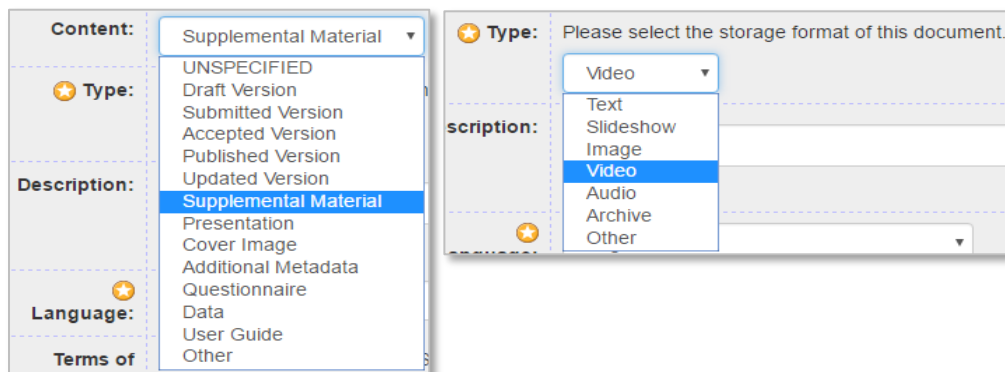 Content:
Supplemental Material
UNSPECIFIED
Draft Version
Type:
Submitted Version
Accepted Version
Published Version
Updated Version
Description:
Supplemental Material
Presentation
Cover Image
Additional Metadata
Questionnaire
Language:
Data
User Guide
Terms of
Other
Type:
Please select the storage format of this document.
Video
Text
Slideshow
scription:
Image
Video
Audio
Archive
Other